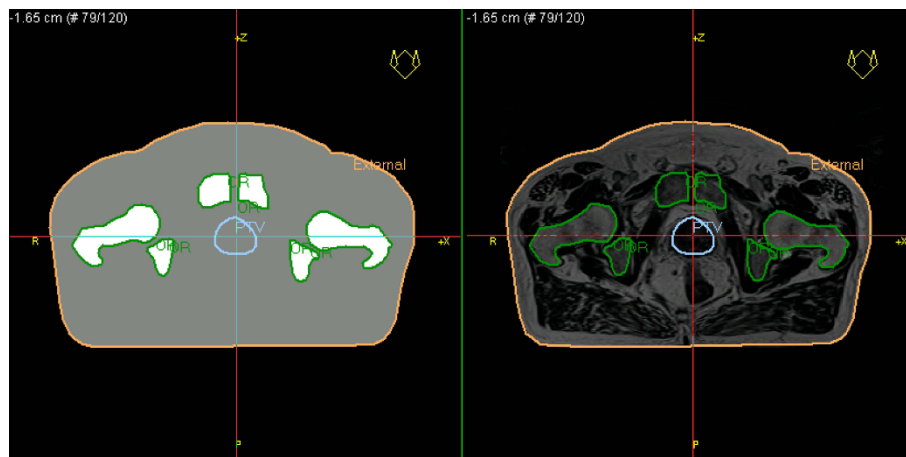 -1.65 cm (# 79/120)
+Z
External
OR
OR
PTV
R
OR
OR
OR
+X
P
-1.65 cm (# 79/120)
+Z
External
OR
PTV
R
OR
OR
+X
P